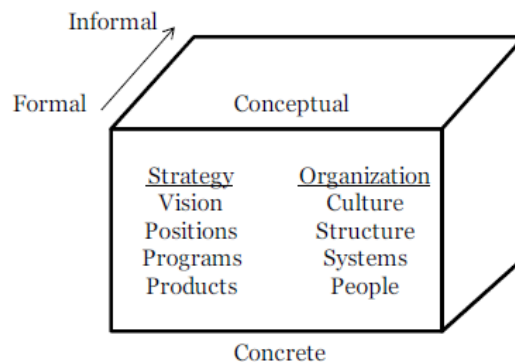 Informal
Formal
Conceptual
Strategy Organization
Vision Culture
Positions Structure
Programs Systems
Products People
Concrete